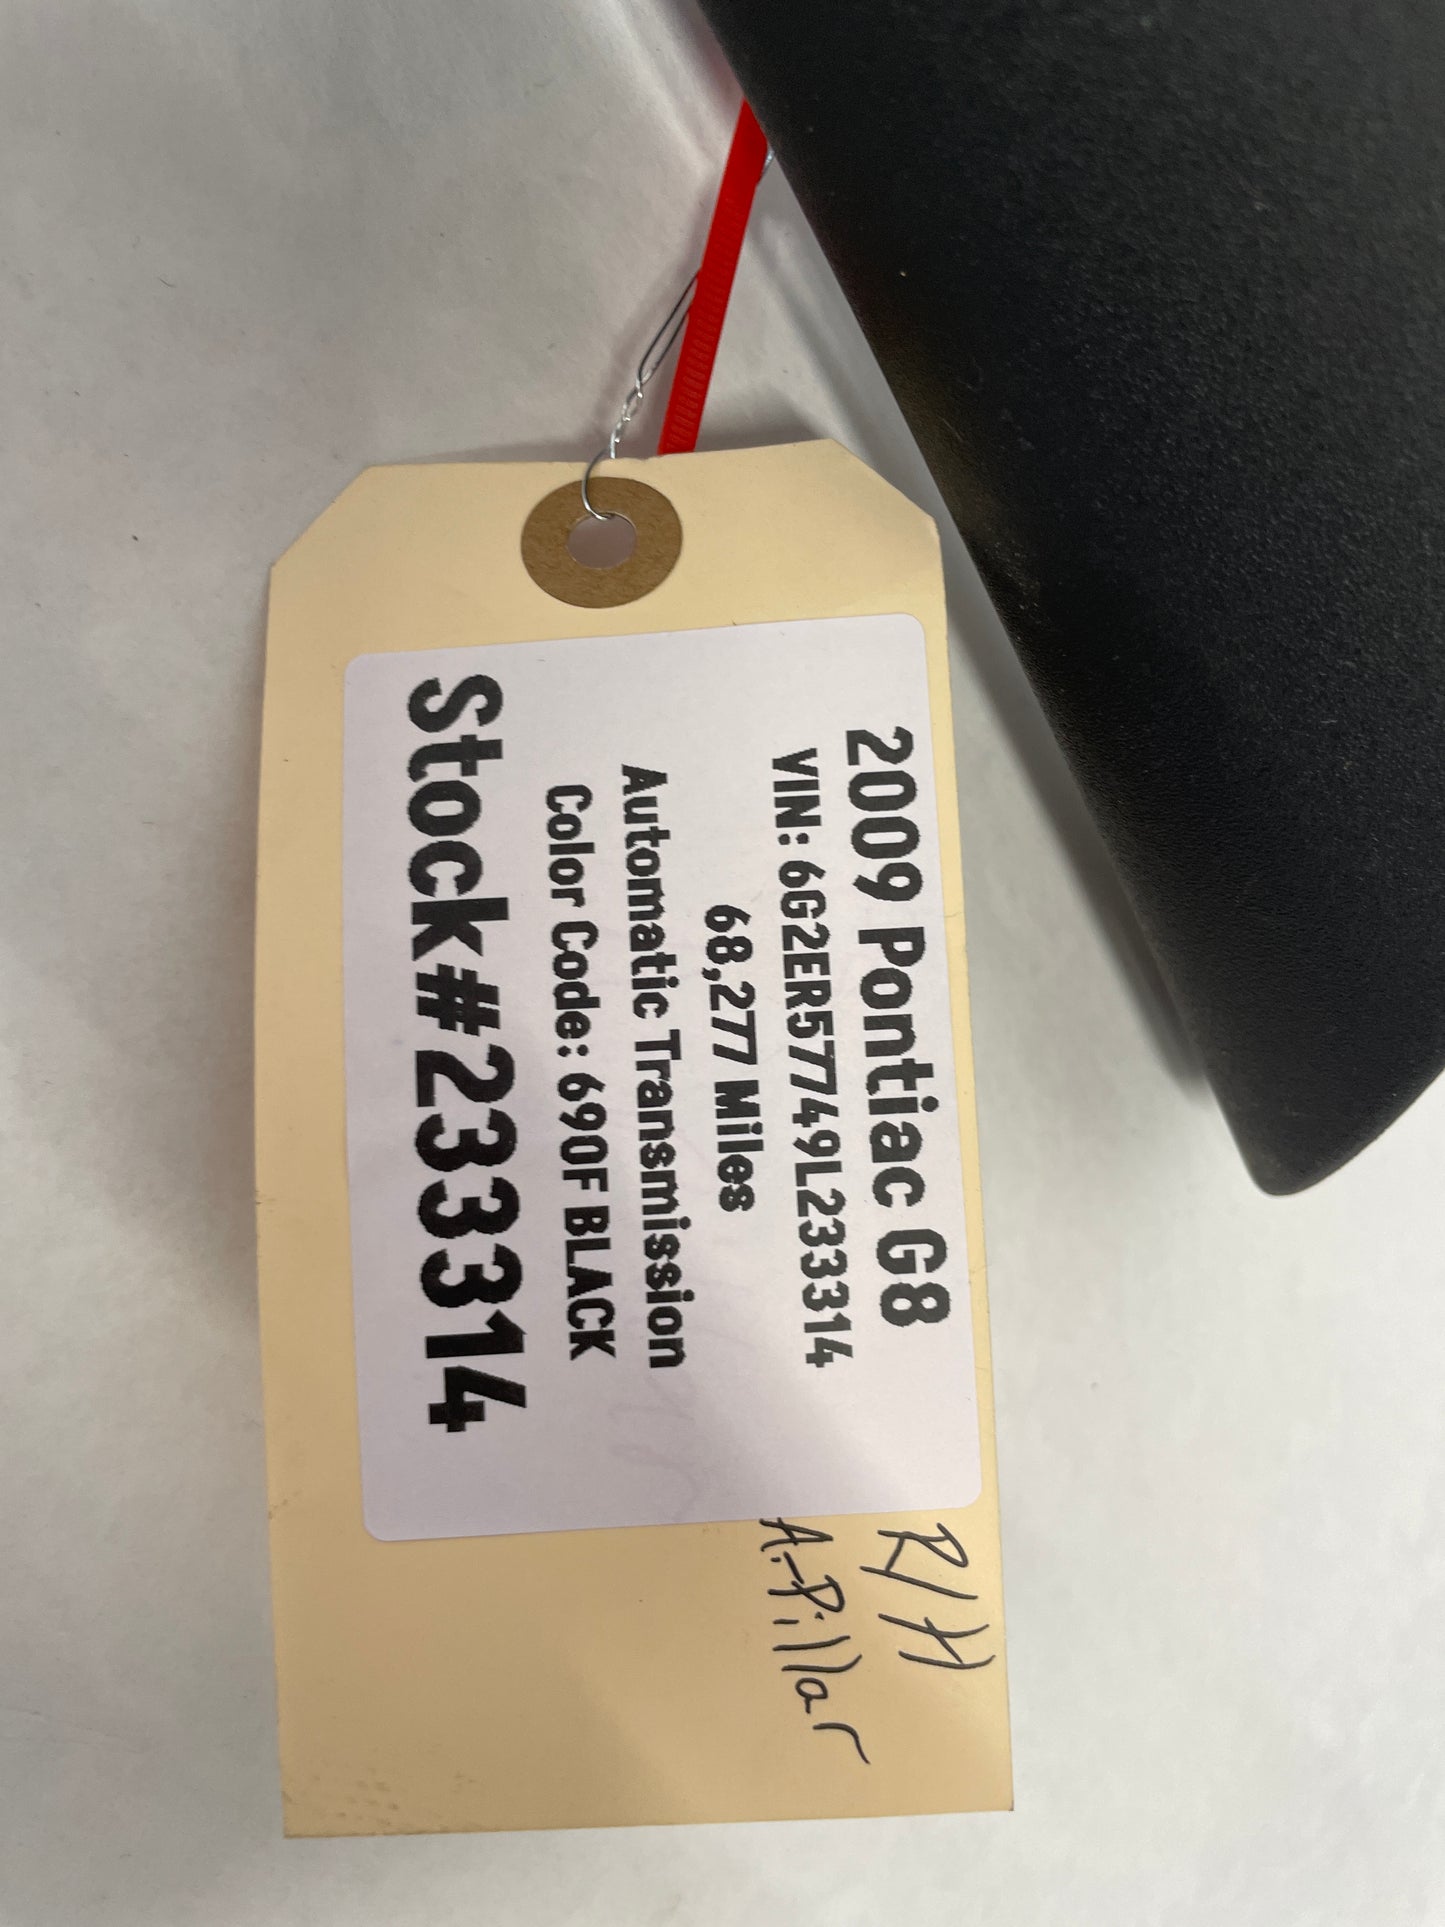 2009 Pontiac G8
VIN: 6G2ER57749L233314
68,277 Miles
Automatic Transmission
Color Code: 690F BLACK
Stock#233314
R/H
A-Pillar